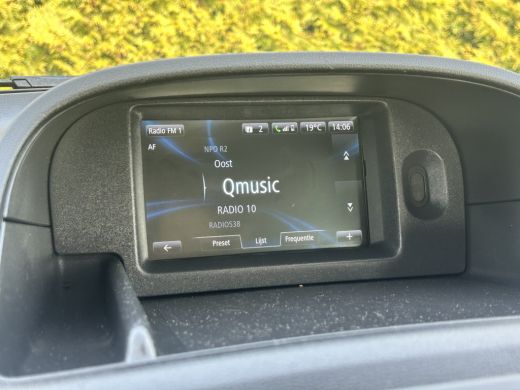 Radio FM 1 2 19°C 14:06
AF
NPO R2
Oost
Qmusic
RADIO 10
RADIO538
Preset Lijst Frequentie +